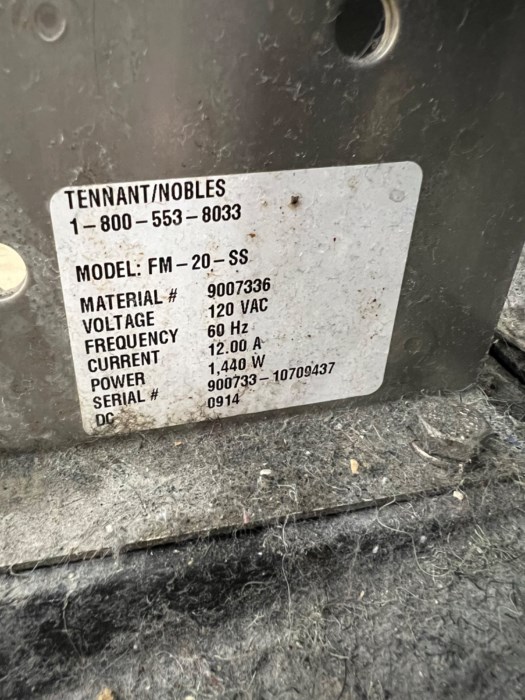 TENNANT/NOBLES
1-800-553-8033
MODEL: FM-20-SS
MATERIAL # 9007336
VOLTAGE 120 VAC
FREQUENCY 60 Hz
CURRENT 12.00 A
POWER 1,440 W
SERIAL # 900733-10709437
DC 0914